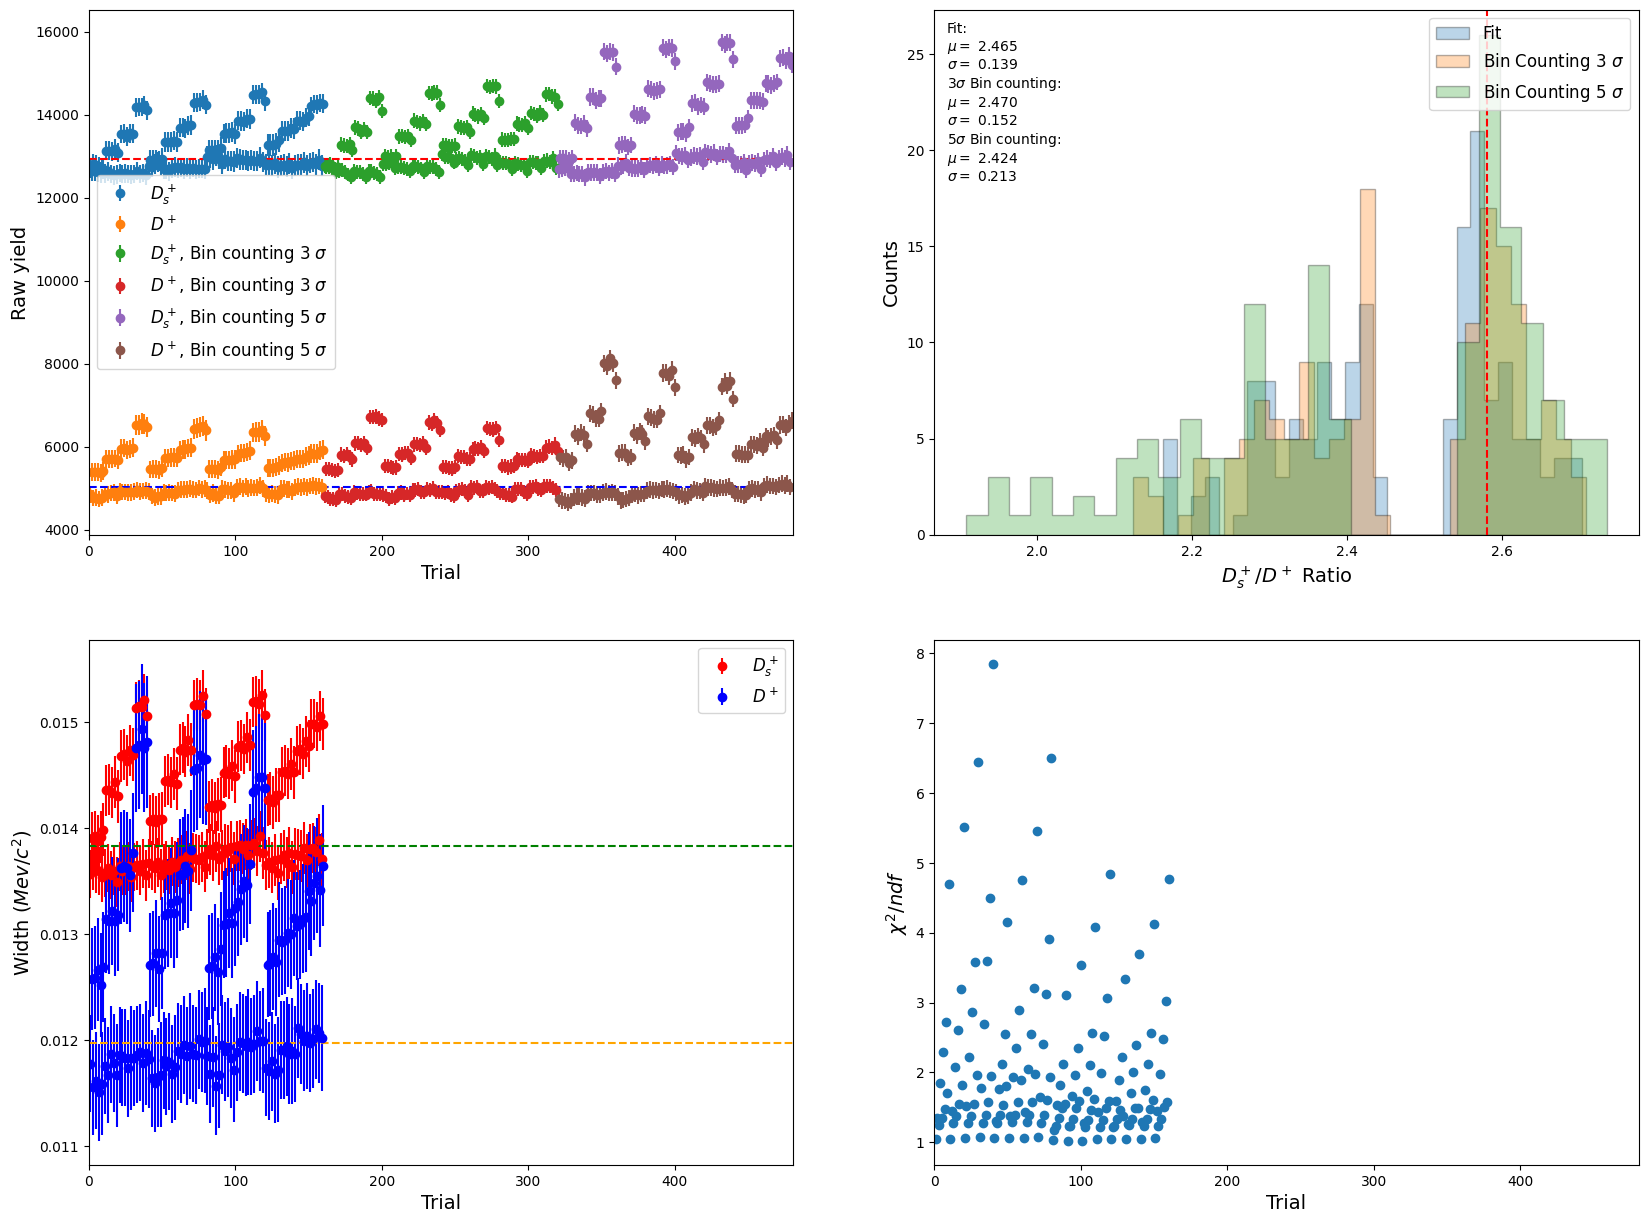 16000
14000
12000
10000
8000
6000
4000
Raw yield
D_s^+
D^+
D_s^+, Bin counting 3 σ
D^+, Bin counting 3 σ
D_s^+, Bin counting 5 σ
D^+, Bin counting 5 σ
0 100 200 300 400
Trial
Fit:
μ = 2.465
σ = 0.139
3σ Bin counting:
μ = 2.470
σ = 0.152
5σ Bin counting:
μ = 2.424
σ = 0.213
Fit
Bin Counting 3 σ
Bin Counting 5 σ
25
20
15
10
5
0
Counts
2.0 2.2 2.4 2.6
D_s^+/D^+ Ratio
0.015
0.014
0.013
0.012
0.011
Width (Mev/c²)
D_s^+
D^+
0 100 200 300 400
Trial
8
7
6
5
4
3
2
1
χ²/ndf
0 100 200 300 400
Trial